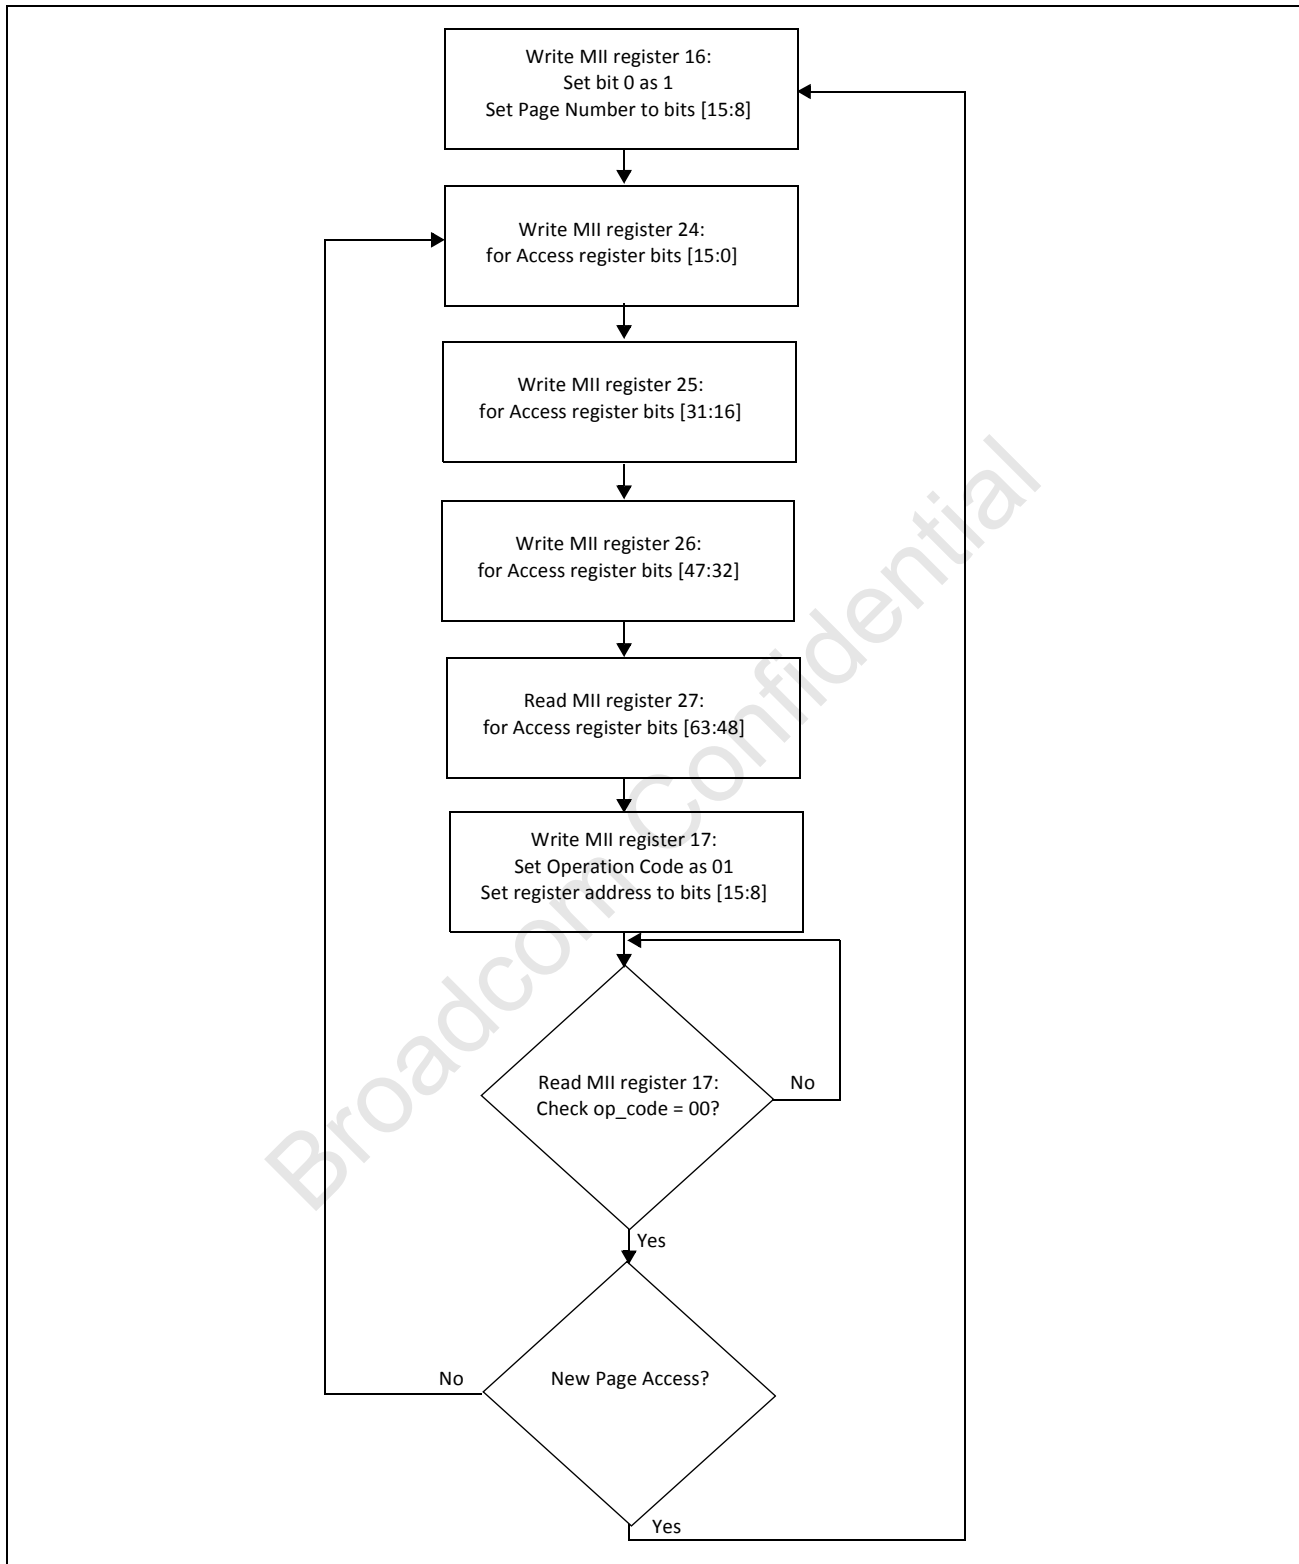 Write MII register 16:
Set bit 0 as 1
Set Page Number to bits [15:8]
Write MII register 24:
for Access register bits [15:0]
Write MII register 25:
for Access register bits [31:16]
Write MII register 26:
for Access register bits [47:32]
Read MII register 27:
for Access register bits [63:48]
Write MII register 17:
Set Operation Code as 01
Set register address to bits [15:8]
Read MII register 17:
Check op_code = 00?
No
Yes
New Page Access?
No
Yes
Broadcom Confidential